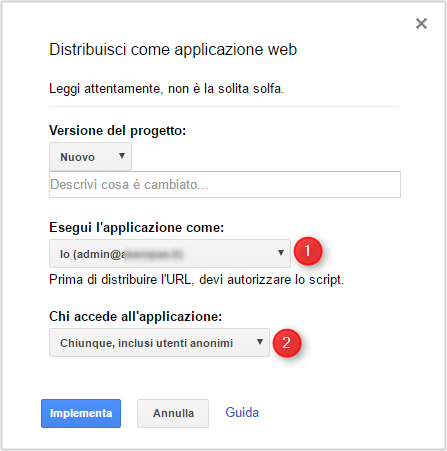 ×
Distribuisci come applicazione web
Leggi attentamente, non è la solita solfa.
Versione del progetto:
Nuovo
Descrivi cosa è cambiato...
Esegui l'applicazione come:
Io (admin@
1
Prima di distribuire l'URL, devi autorizzare lo script.
Chi accede all'applicazione:
Chiunque, inclusi utenti anonimi
2
Implementa Annulla Guida